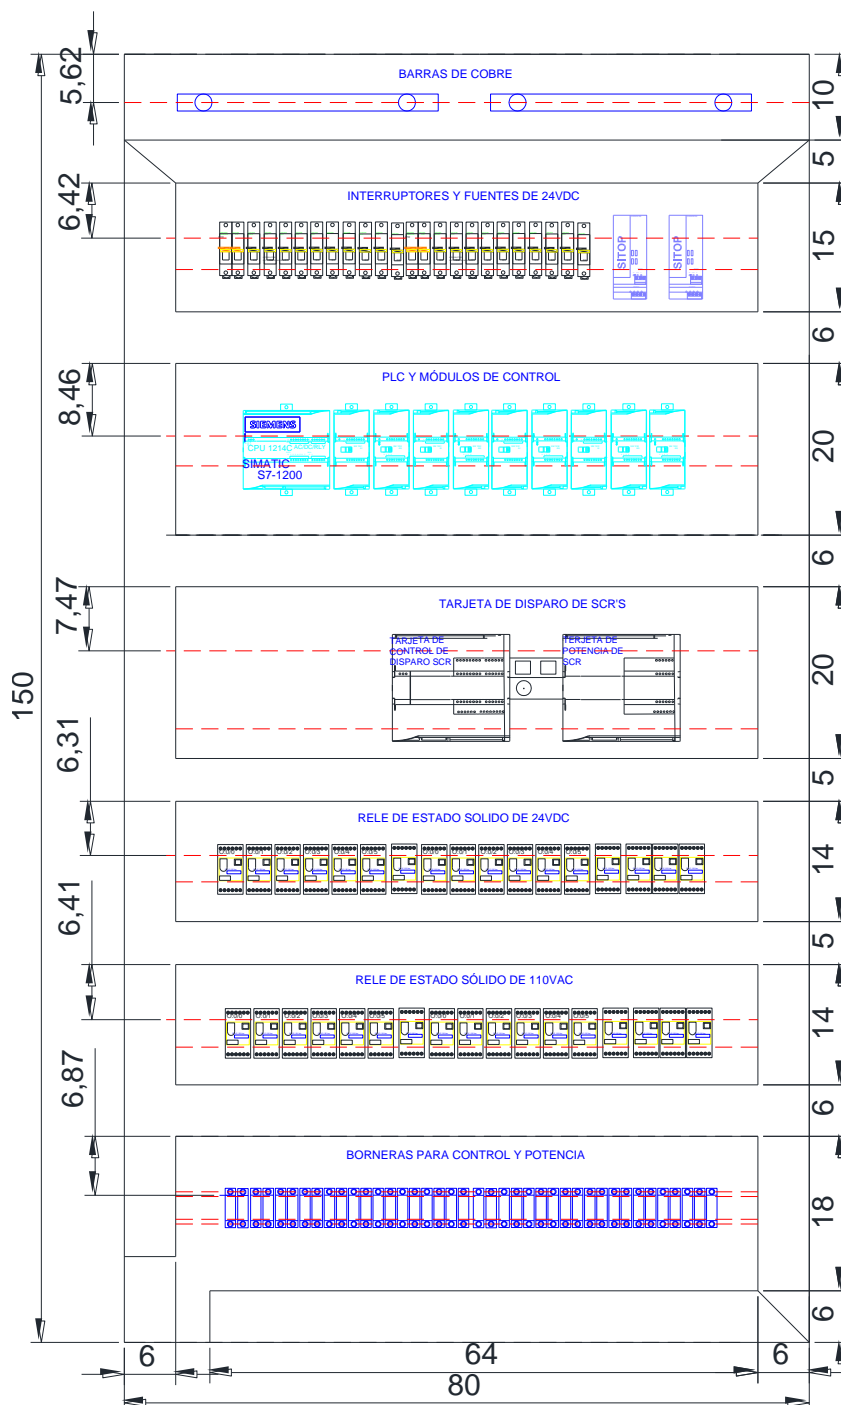 5,62
BARRAS DE COBRE
10
5
6,42
INTERRUPTORES Y FUENTES DE 24VDC
SITOP
SITOP
15
6
8,46
PLC Y MÓDULOS DE CONTROL
SIEMENS
CPU 1214C
SIMATIC
S7-1200
20
6
7,47
TARJETA DE DISPARO DE SCR'S
TARJETA DE
CONTROL DE
DISPARO SCR
TERJETA DE
POTENCIA DE
SCR
20
150
5
6,31
RELE DE ESTADO SOLIDO DE 24VDC
14
5
6,41
RELE DE ESTADO SÓLIDO DE 110VAC
14
6
6,87
BORNERAS PARA CONTROL Y POTENCIA
18
6
6
64
6
80